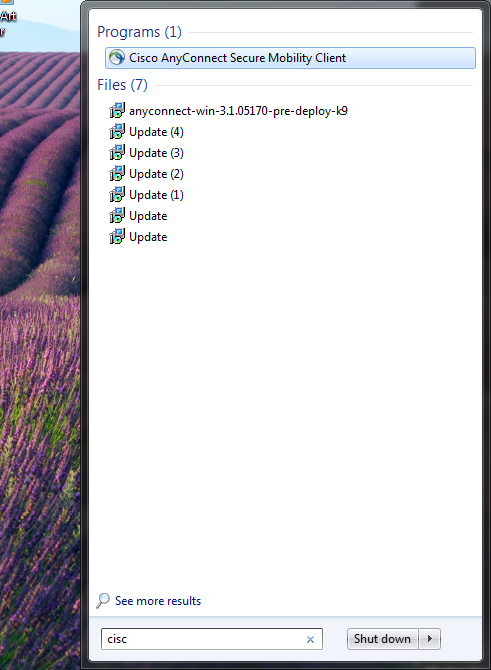 Art
r
Programs (1)
Cisco AnyConnect Secure Mobility Client
Files (7)
anyconnect-win-3.1.05170-pre-deploy-k9
Update (4)
Update (3)
Update (2)
Update (1)
Update
Update
See more results
cisc
Shut down